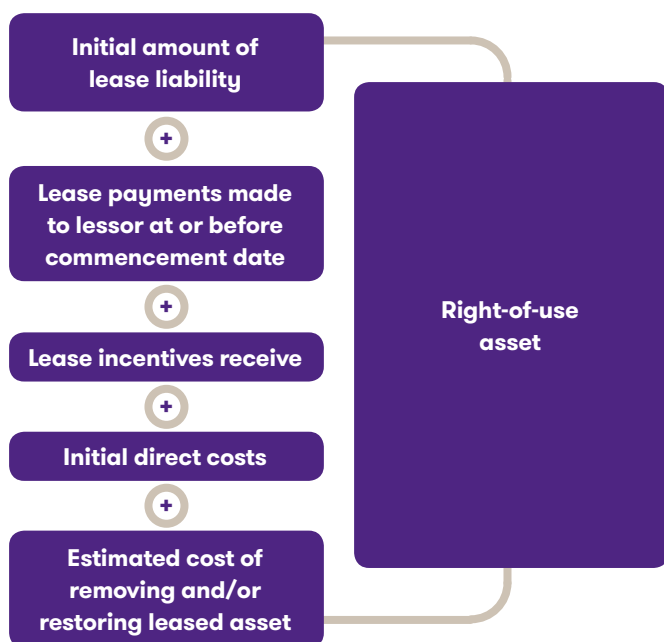 Initial amount of
lease liability
+
Lease payments made
to lessor at or before
commencement date
+
Lease incentives receive
+
Initial direct costs
+
Estimated cost of
removing and/or
restoring leased asset
Right-of-use
asset